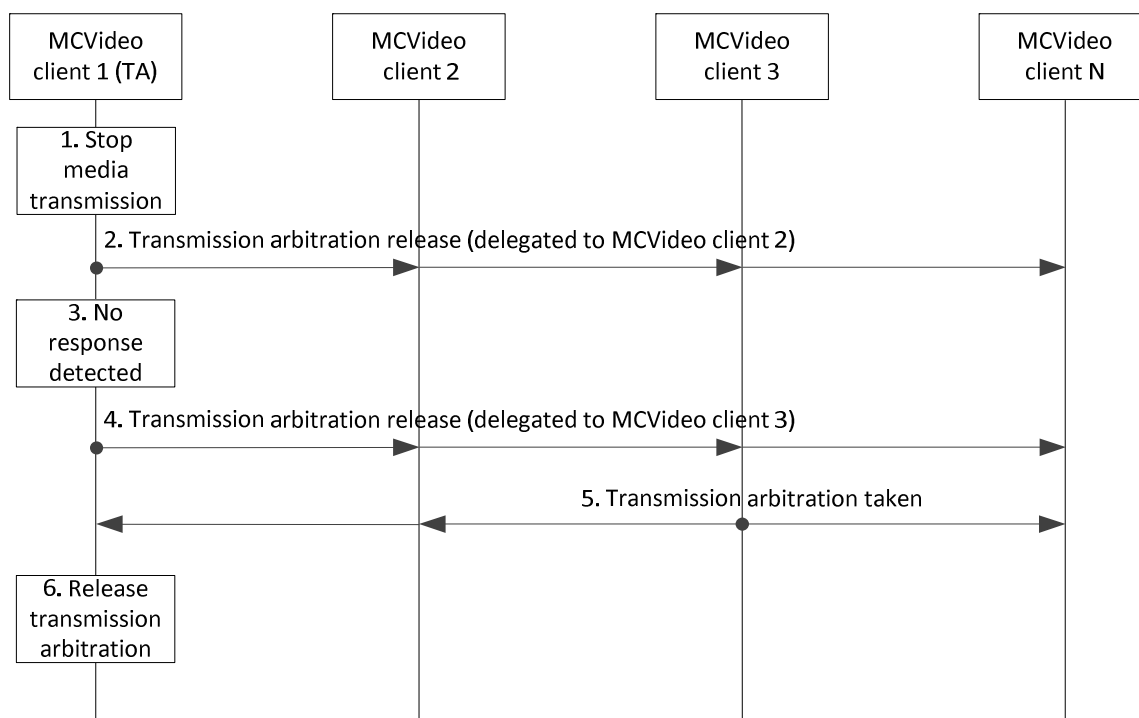 MCVideo
client 1 (TA)
MCVideo
client 2
MCVideo
client 3
MCVideo
client N
1. Stop
media
transmission
2. Transmission arbitration release (delegated to MCVideo client 2)
3. No
response
detected
4. Transmission arbitration release (delegated to MCVideo client 3)
5. Transmission arbitration taken
6. Release
transmission
arbitration